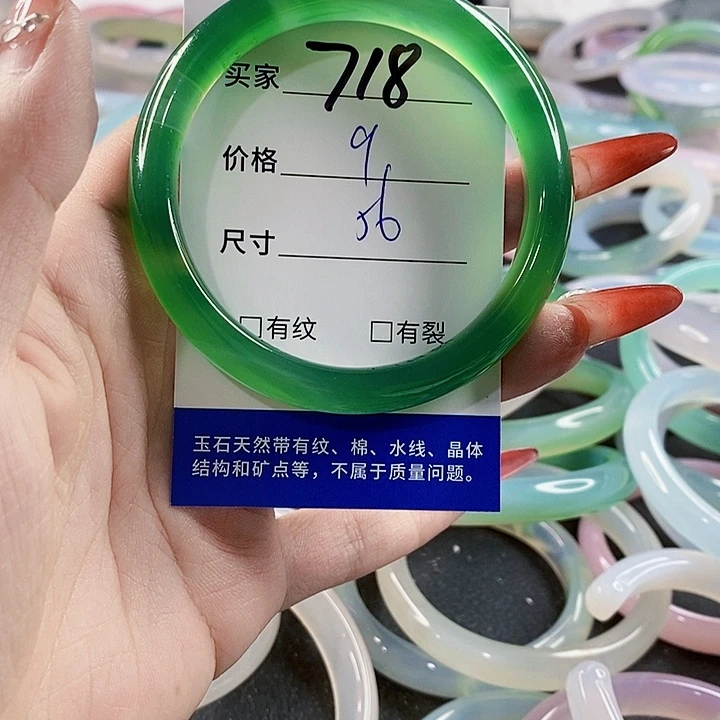 买家 718
价格 9
尺寸 56
□有纹 □有裂
玉石天然带有纹、棉、水线、晶体
结构和矿点等，不属于质量问题。